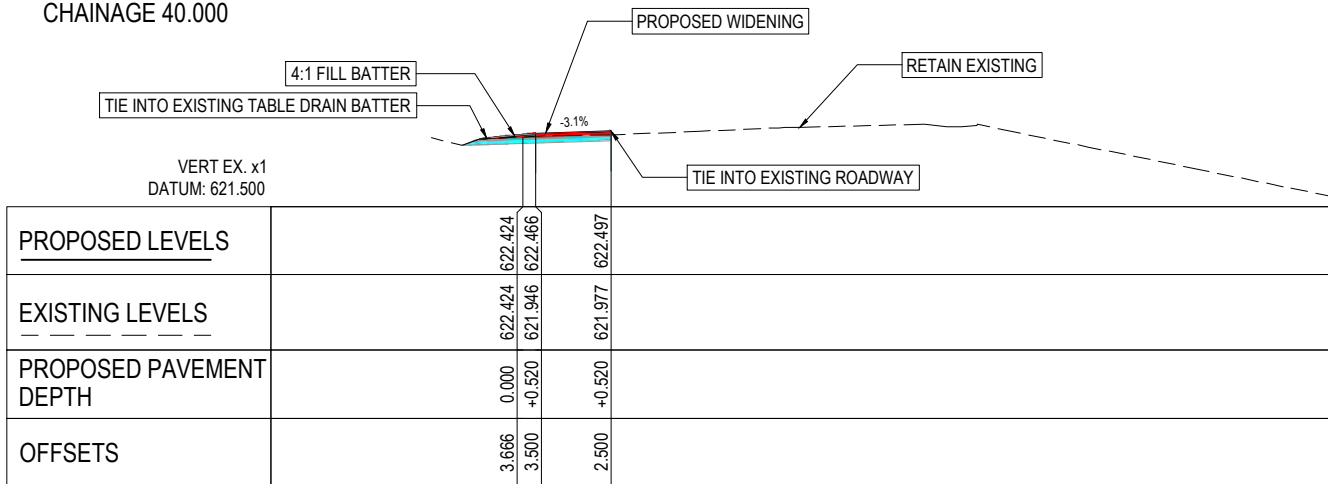 CHAINAGE 40.000
PROPOSED WIDENING
4:1 FILL BATTER
RETAIN EXISTING
TIE INTO EXISTING TABLE DRAIN BATTER
-3.1%
VERT EX. x1
DATUM: 621.500
TIE INTO EXISTING ROADWAY
PROPOSED LEVELS
622.424
622.466
622.497
EXISTING LEVELS
622.424
621.946
621.977
PROPOSED PAVEMENT
DEPTH
0.000
+0.520
+0.520
OFFSETS
3.666
3.500
2.500